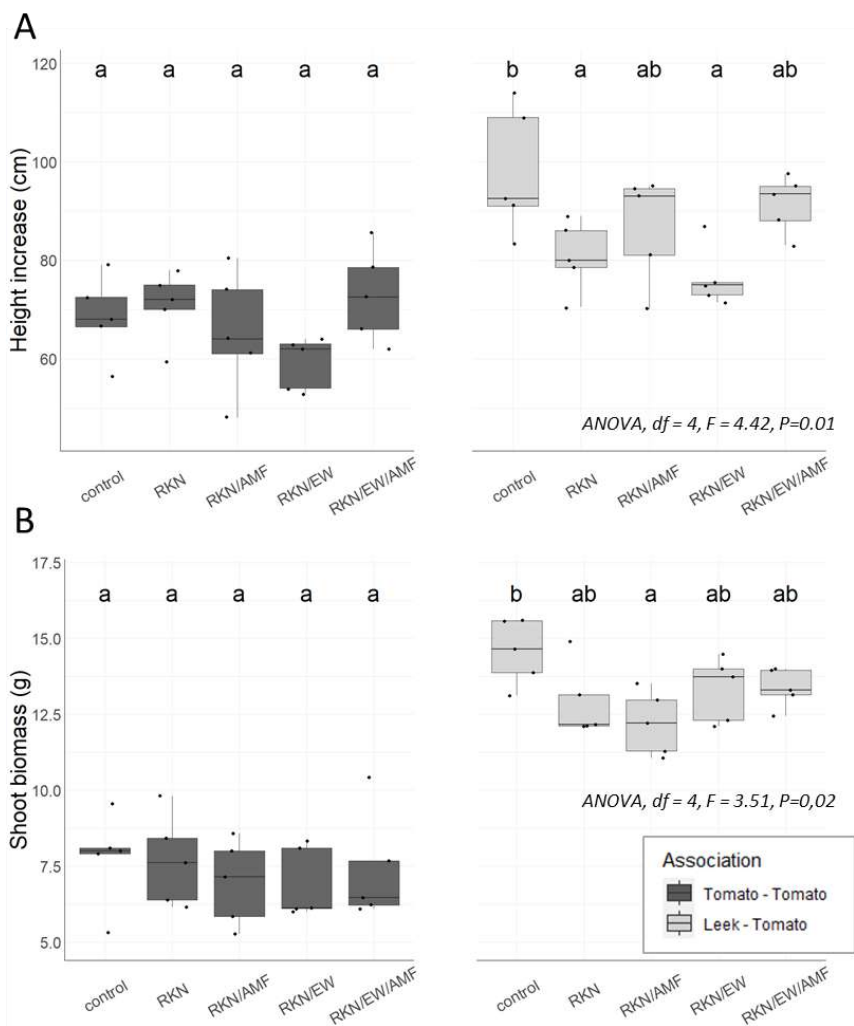 A
Height increase (cm)
120
100
80
60
a a a a a
b a ab a ab
ANOVA, df = 4, F = 4.42, P=0.01
control RKN RKN/AMF RKN/EW RKN/EW/AMF
control RKN RKN/AMF RKN/EW RKN/EW/AMF
B
Shoot biomass (g)
17.5
15.0
12.5
10.0
7.5
5.0
a a a a a
b ab a ab ab
ANOVA, df = 4, F = 3.51, P=0,02
Association
Tomato - Tomato
Leek - Tomato
control RKN RKN/AMF RKN/EW RKN/EW/AMF
control RKN RKN/AMF RKN/EW RKN/EW/AMF